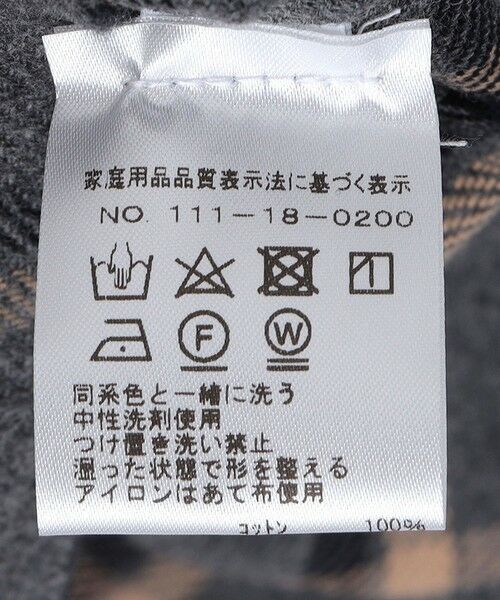 家庭用品品質表示法に基づく表示
NO. 111-18-0200
F W
同系色と一緒に洗う
中性洗剤使用
つけ置き洗い禁止
湿った状態で形を整える
アイロンはあて布使用
コットン 100%